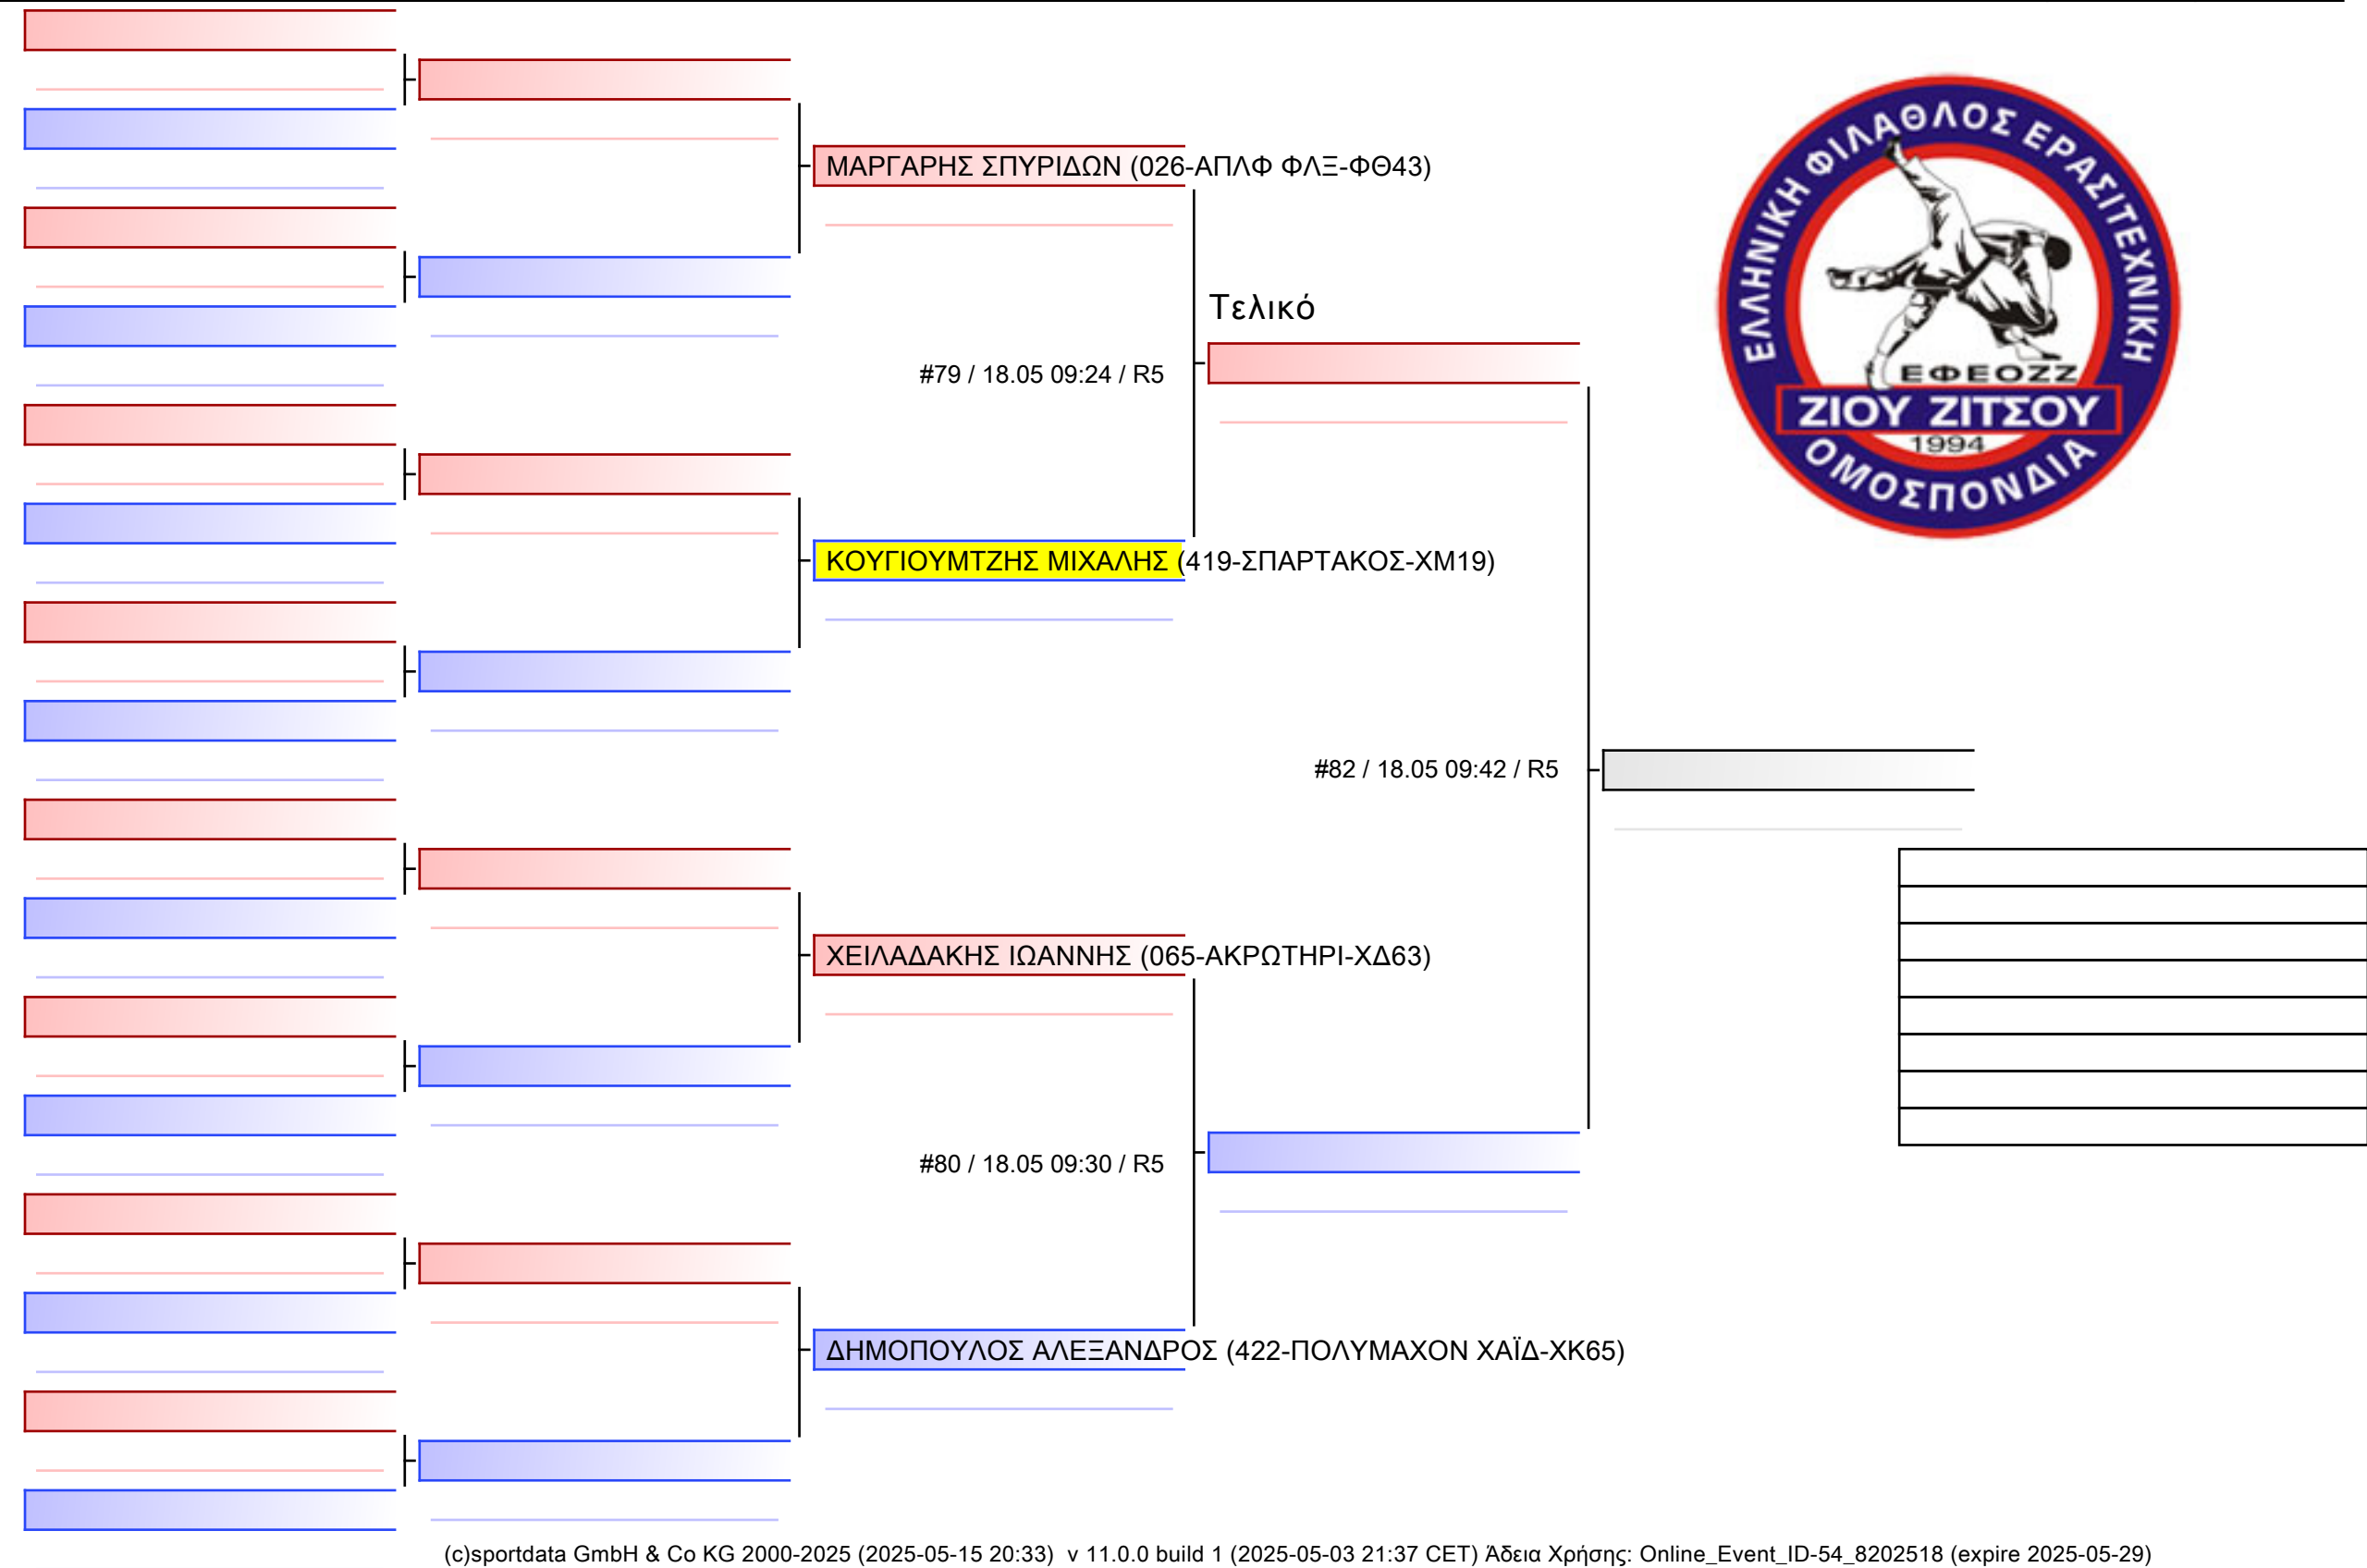 ΜΑΡΓΑΡΗΣ ΣΠΥΡΙΔΩΝ (026-ΑΠΛΦ ΦΛΞ-ΦΘ43)
Τελικό
#79 / 18.05 09:24 / R5
ΕΛΛΗΝΙΚΗ ΦΙΛΑΘΛΟΣ ΕΡΑΣΙΤΕΧΝΙΚΗ
ΕΦΕΟΖΖ
ΖΙΟΥ ΖΙΤΣΟΥ
1994
ΟΜΟΣΠΟΝΔΙΑ
ΚΟΥΓΙΟΥΜΤΖΗΣ ΜΙΧΑΛΗΣ (419-ΣΠΑΡΤΑΚΟΣ-ΧΜ19)
#82 / 18.05 09:42 / R5
ΧΕΙΛΑΔΑΚΗΣ ΙΩΑΝΝΗΣ (065-ΑΚΡΩΤΗΡΙ-ΧΔ63)
#80 / 18.05 09:30 / R5
ΔΗΜΟΠΟΥΛΟΣ ΑΛΕΞΑΝΔΡΟΣ (422-ΠΟΛΥΜΑΧΟΝ ΧΑΪΔ-ΧΚ65)
(c)sportdata GmbH & Co KG 2000-2025 (2025-05-15 20:33) v 11.0.0 build 1 (2025-05-03 21:37 CET) Άδεια Χρήσης: Online_Event_ID-54_8202518 (expire 2025-05-29)